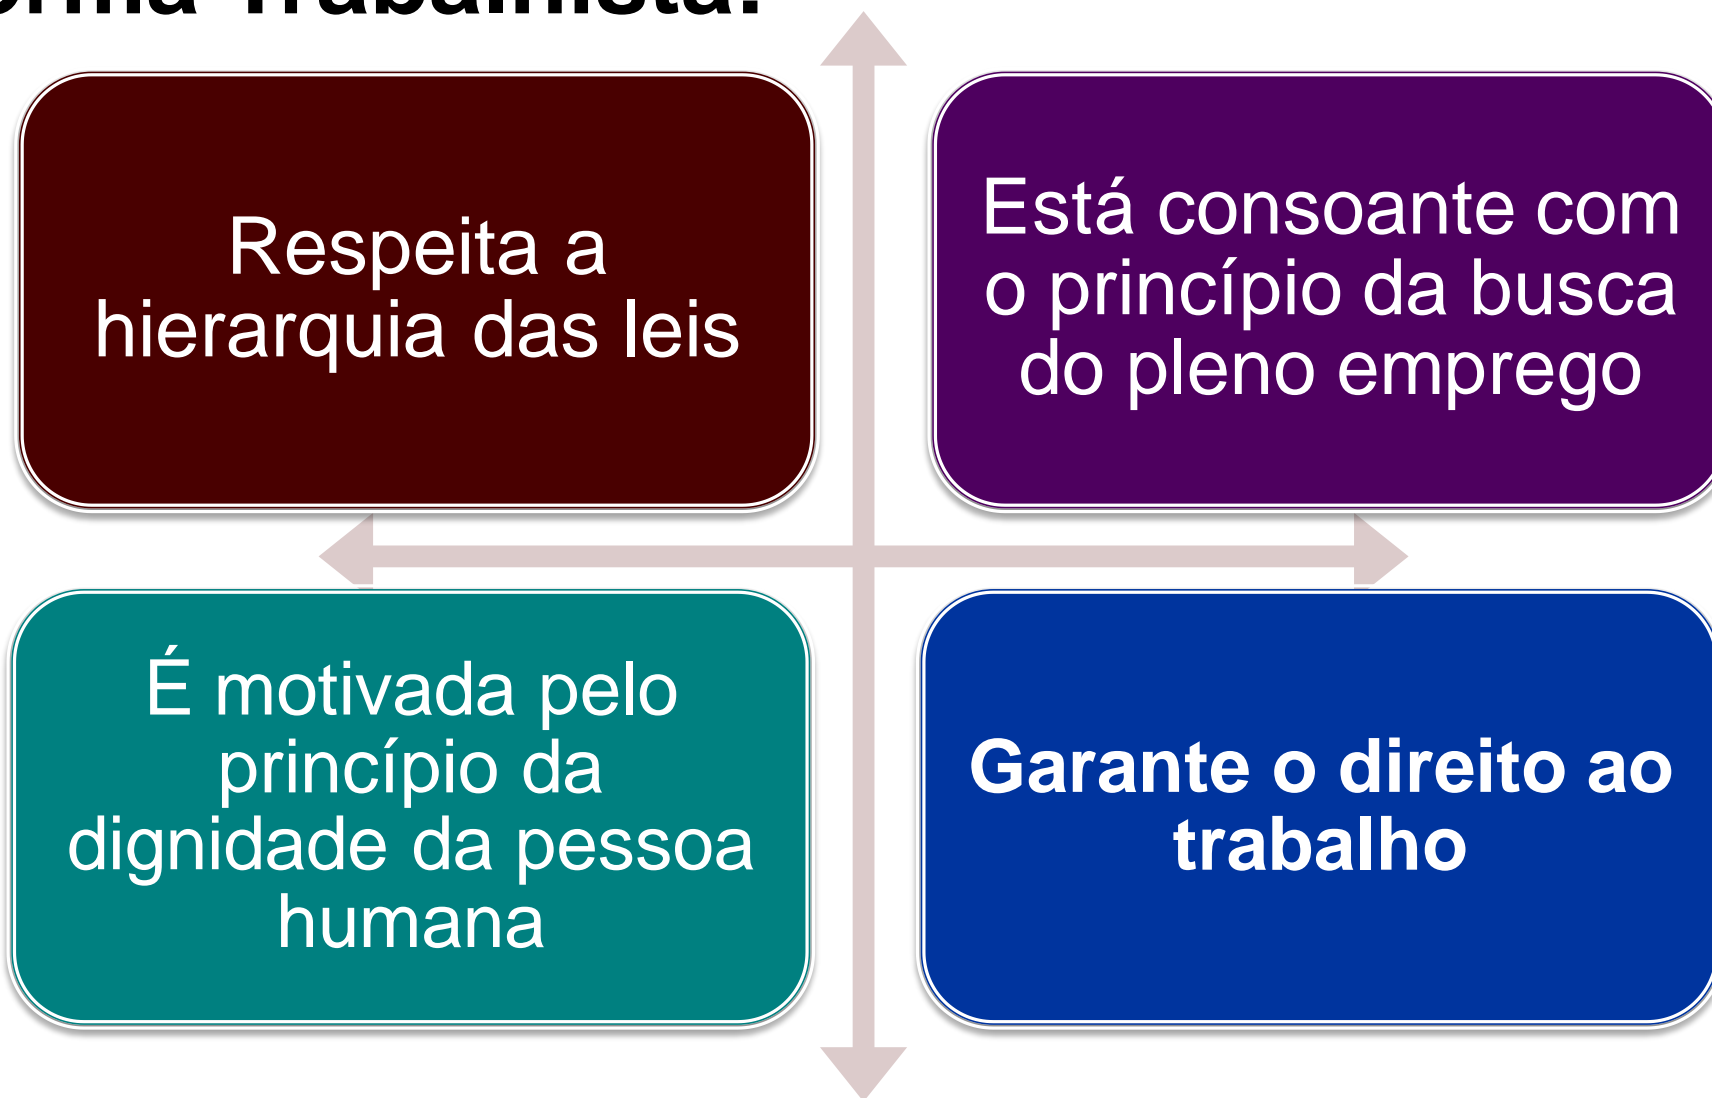 Trabalhista:
Respeita a
hierarquia das leis
Está consoante com
o princípio da busca
do pleno emprego
É motivada pelo
princípio da
dignidade da pessoa
humana
Garante o direito ao
trabalho